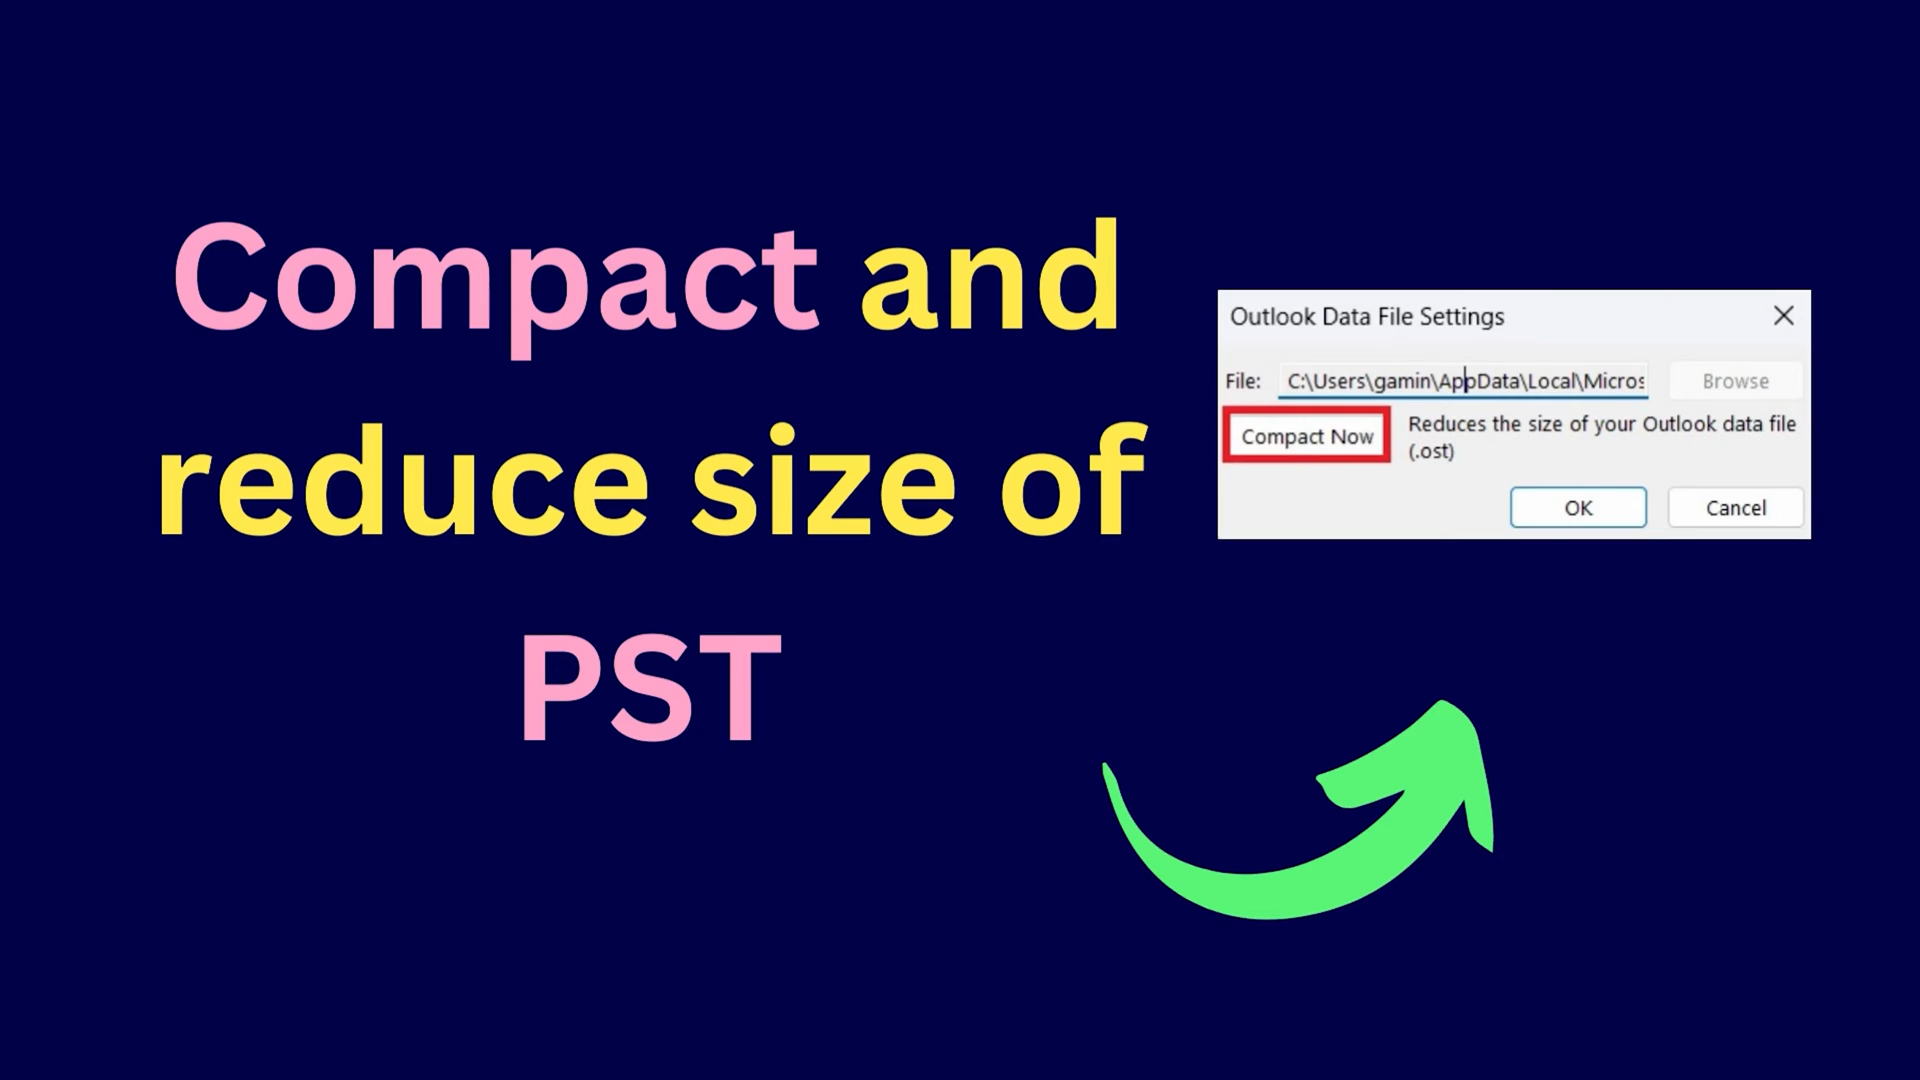 Compact and
reduce size of
PST
Outlook Data File Settings
File: C:\Users\gamin\AppData\Local\Micros Browse
Compact Now Reduces the size of your Outlook data file
(.ost)
OK Cancel